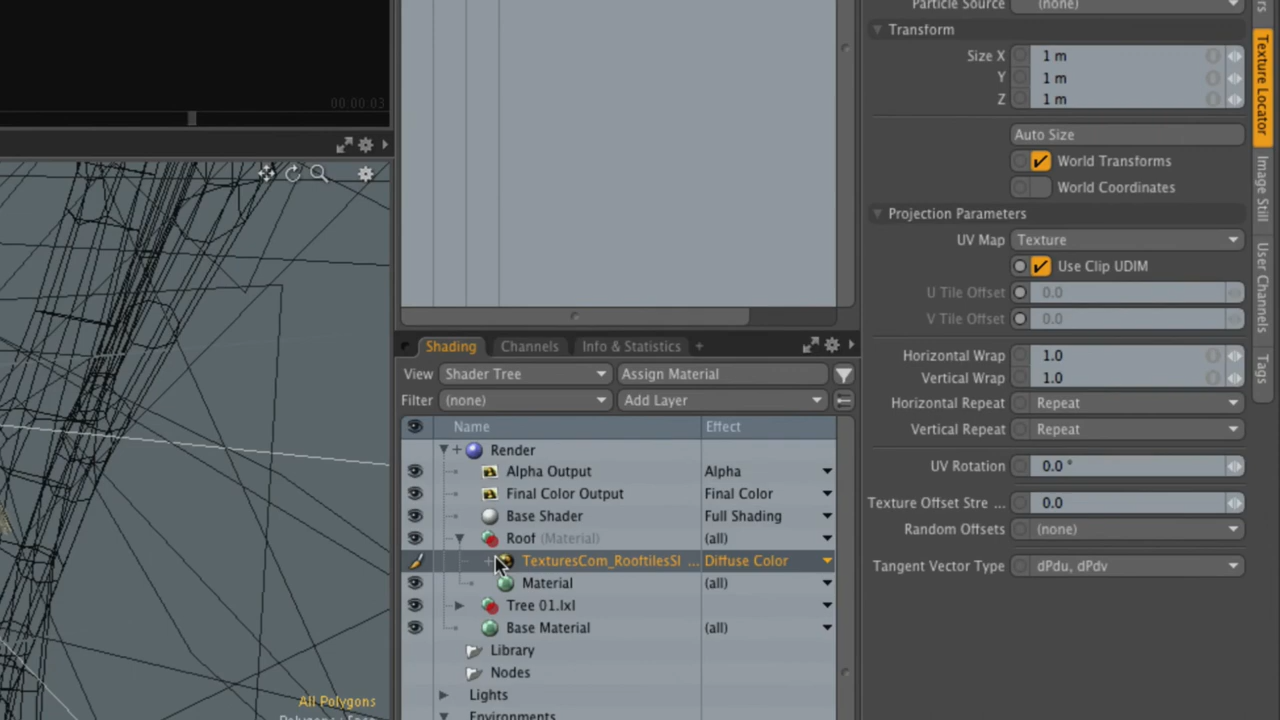 Particle Source (none)
Transform
Size X 1 m
Y 1 m
Z 1 m
Auto Size
World Transforms
World Coordinates
Projection Parameters
UV Map Texture
Use Clip UDIM
U Tile Offset 0.0
V Tile Offset 0.0
Horizontal Wrap 1.0
Vertical Wrap 1.0
Horizontal Repeat Repeat
Vertical Repeat Repeat
UV Rotation 0.0 °
Texture Offset Stre ... 0.0
Random Offsets (none)
Tangent Vector Type dPdu, dPdv
Texture Locator
Image Still
User Channels
Tags
00:00:03
Shading Channels Info & Statistics +
View Shader Tree Assign Material
Filter (none) Add Layer
Name Effect
Render
Alpha Output Alpha
Final Color Output Final Color
Base Shader Full Shading
Roof (Material) (all)
TexturesCom_RooftilesSl ... Diffuse Color
Material (all)
Tree 01.lxl
Base Material (all)
Library
Nodes
Lights
Environments
All Polygons